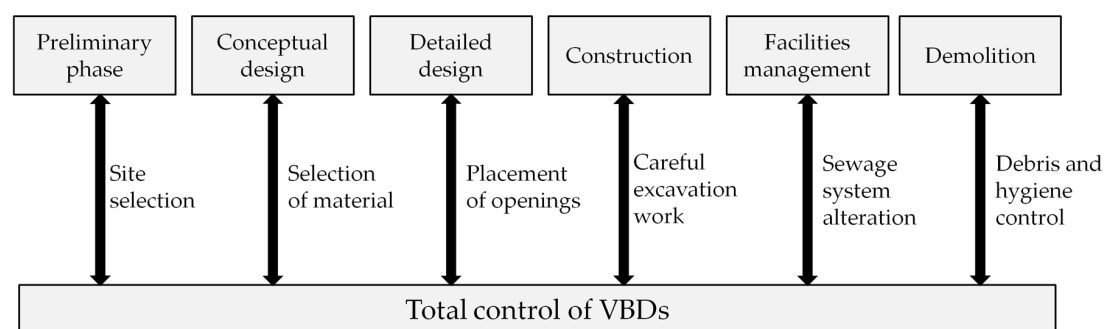 Preliminary
phase
Conceptual
design
Detailed
design
Construction
Facilities
management
Demolition
Site
selection
Selection
of material
Placement
of openings
Careful
excavation
work
Sewage
system
alteration
Debris and
hygiene
control
Total control of VBDs